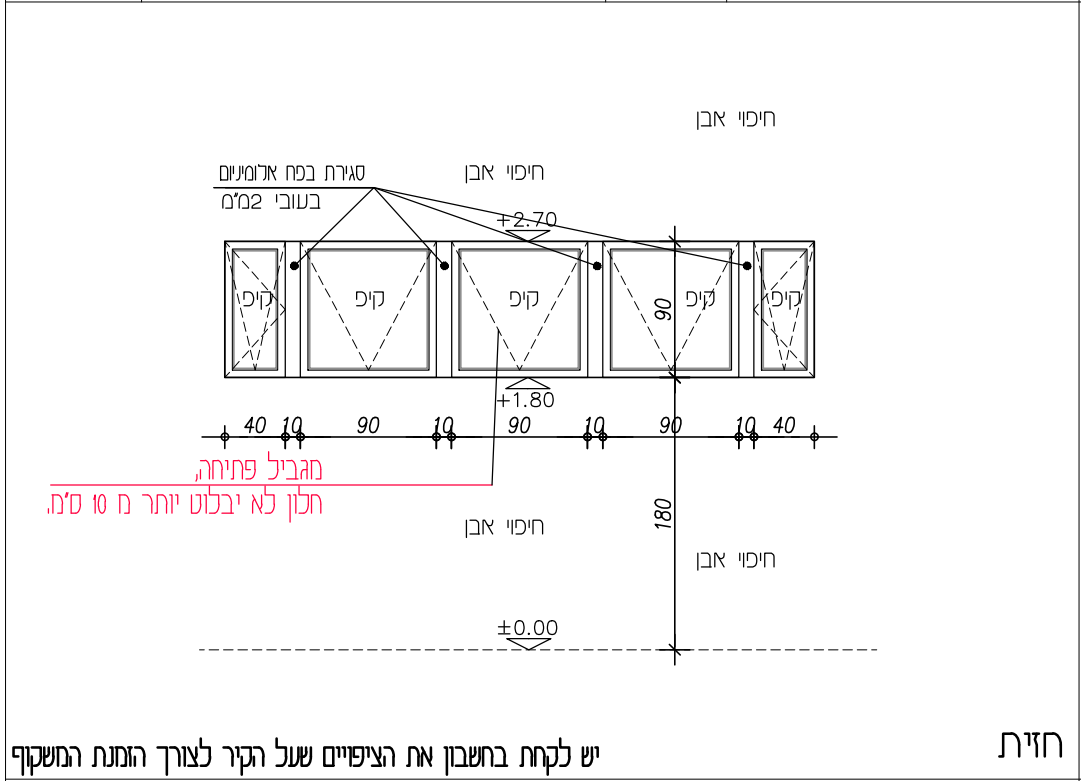 חיפוי אבן
חיפוי אבן
סגירת בפח אלומיניום
בעובי 2מ"מ
+2.70
קיפ
קיפ
קיפ
קיפ
קיפ
90
+1.80
40 10 90 10 90 10 90 10 40
מגביל פתיחה,
חלון לא יבלוט יותר מ 10 ס"מ.
180
חיפוי אבן
חיפוי אבן
±0.00
חזית
יש לקחת בחשבון את הציפויים שעל הקיר לצורך הזמנת המשקוף